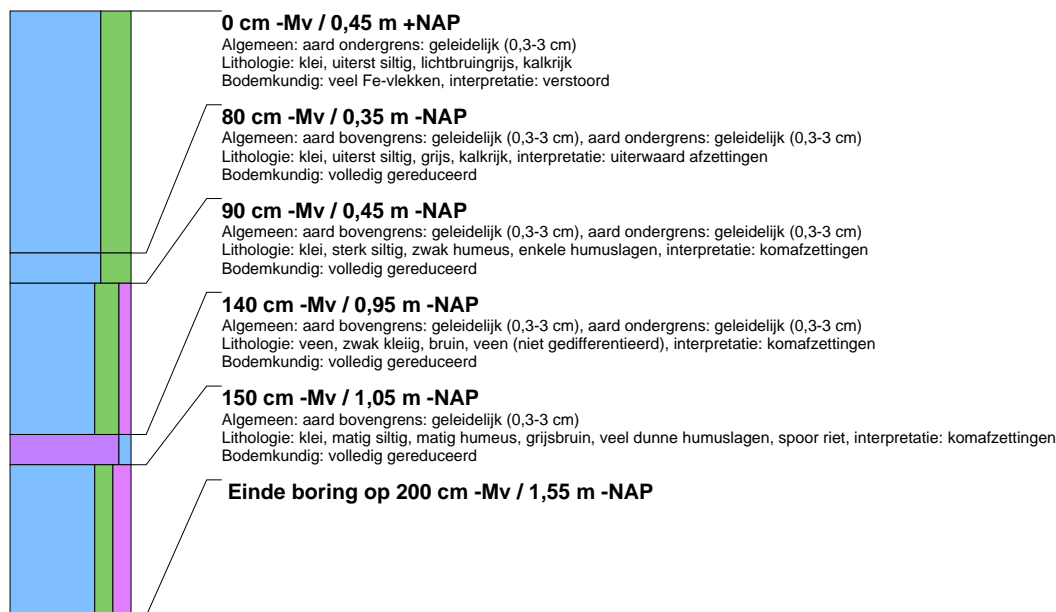 0 cm -Mv / 0,45 m +NAP
Algemeen: aard ondergrens: geleidelijk (0,3-3 cm)
Lithologie: klei, uiterst siltig, lichtbruingrijs, kalkrijk
Bodemkundig: veel Fe-vlekken, interpretatie: verstoord
80 cm -Mv / 0,35 m -NAP
Algemeen: aard bovengrens: geleidelijk (0,3-3 cm), aard ondergrens: geleidelijk (0,3-3 cm)
Lithologie: klei, uiterst siltig, grijs, kalkrijk, interpretatie: uiterwaard afzettingen
Bodemkundig: volledig gereduceerd
90 cm -Mv / 0,45 m -NAP
Algemeen: aard bovengrens: geleidelijk (0,3-3 cm), aard ondergrens: geleidelijk (0,3-3 cm)
Lithologie: klei, sterk siltig, zwak humeus, enkele humuslagen, interpretatie: komafzettingen
Bodemkundig: volledig gereduceerd
140 cm -Mv / 0,95 m -NAP
Algemeen: aard bovengrens: geleidelijk (0,3-3 cm), aard ondergrens: geleidelijk (0,3-3 cm)
Lithologie: veen, zwak kleiig, bruin, veen (niet gedifferentieerd), interpretatie: komafzettingen
Bodemkundig: volledig gereduceerd
150 cm -Mv / 1,05 m -NAP
Algemeen: aard bovengrens: geleidelijk (0,3-3 cm)
Lithologie: klei, matig siltig, matig humeus, grijsbruin, veel dunne humuslagen, spoor riet, interpretatie: komafzettingen
Bodemkundig: volledig gereduceerd
Einde boring op 200 cm -Mv / 1,55 m -NAP